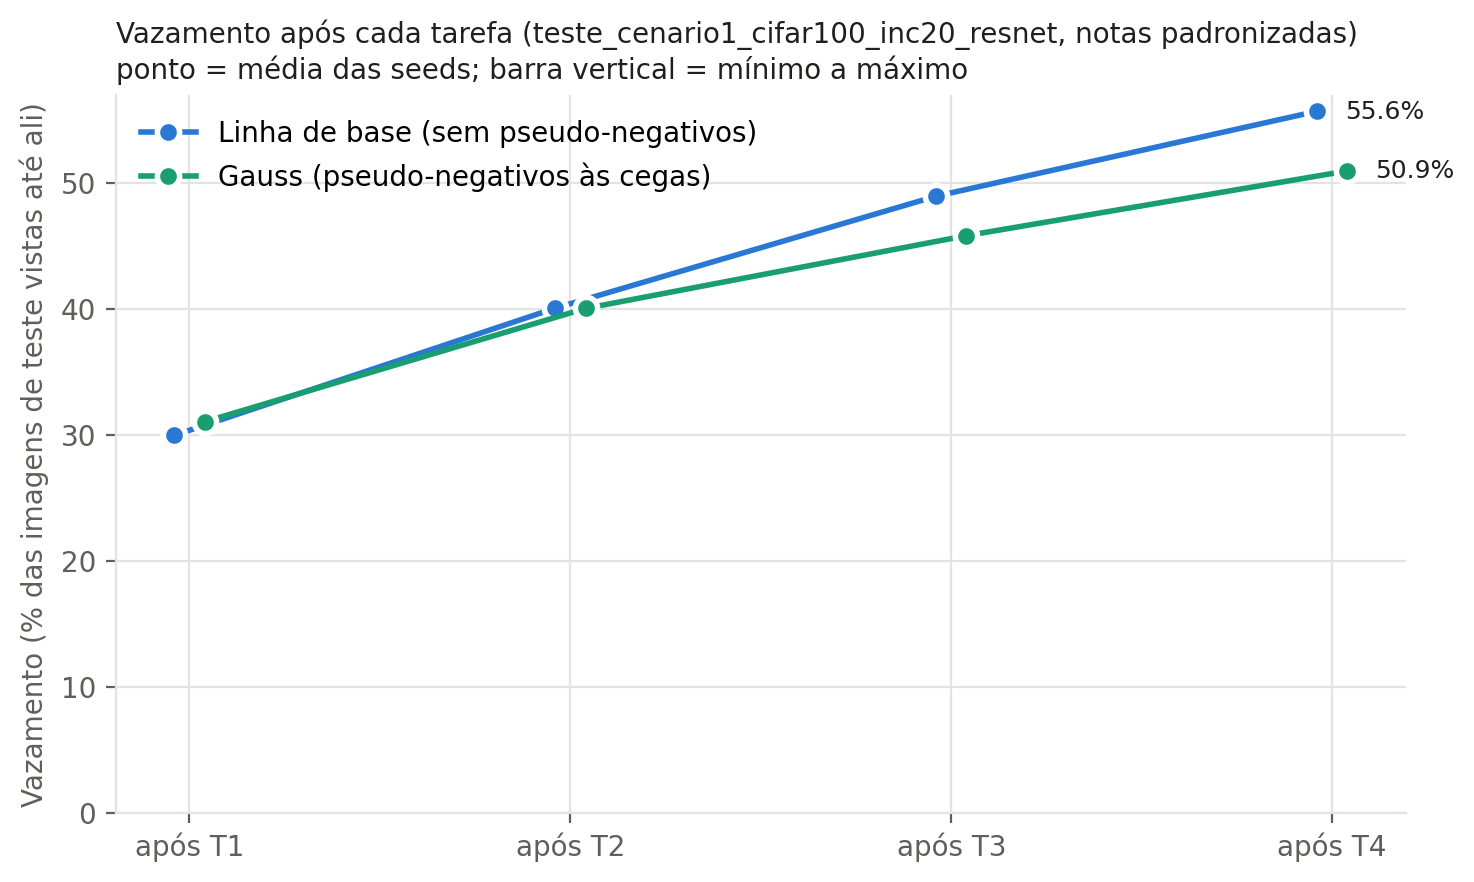 Vazamento após cada tarefa (teste_cenario1_cifar100_inc20_resnet, notas padronizadas)
ponto = média das seeds; barra vertical = mínimo a máximo
Linha de base (sem pseudo-negativos)
Gauss (pseudo-negativos às cegas)
55.6%
50.9%
Vazamento (% das imagens de teste vistas até ali)
50
40
30
20
10
0
após T1
após T2
após T3
após T4